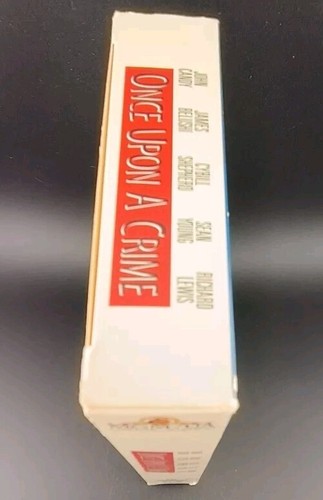 JOHN CANDY
JAMES BELUSHI
CYBILL SHEPHERD
SEAN YOUNG
RICHARD LEWIS
ONCE UPON A CRIME